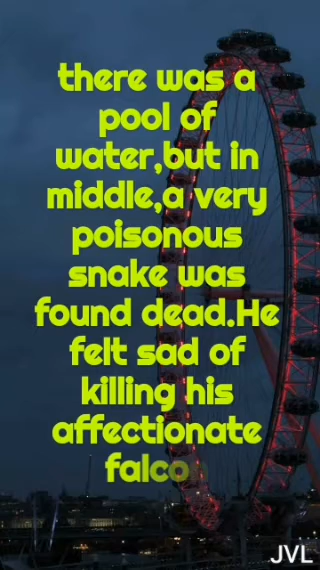 there was a
pool of
water,but in
middle,a very
poisonous
snake was
found dead.He
felt sad of
killing his
affectionate
falco
JVL